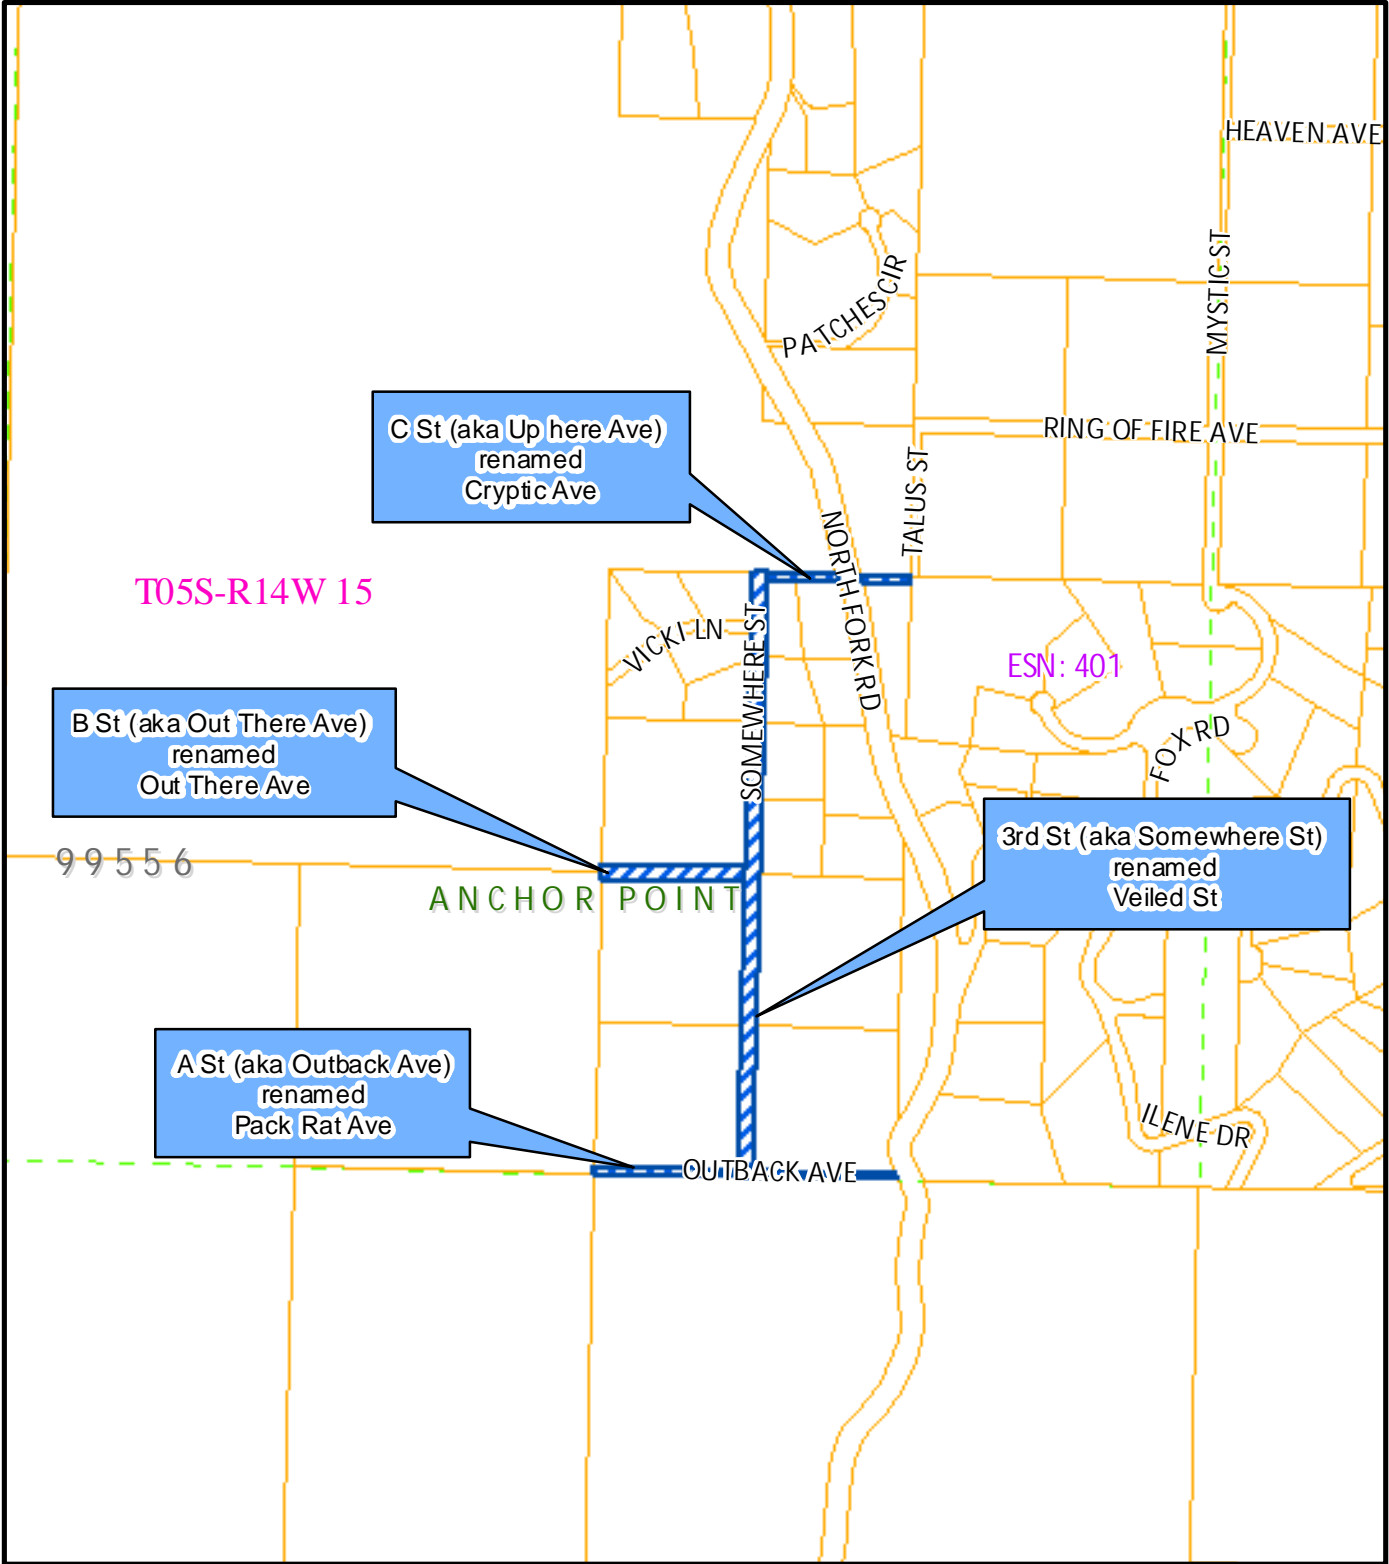 HEAVEN AVE
MYSTIC ST
PATCHES CIR
C St (aka Up here Ave)
renamed
Cryptic Ave
RING OF FIRE AVE
TALUS ST
NORTH FORK RD
T05S-R14W 15
VICKI LN
SOMEWHERE ST
ESN: 401
B St (aka Out There Ave)
renamed
Out There Ave
FOX RD
3rd St (aka Somewhere St)
renamed
Veiled St
99556
ANCHOR POINT
A St (aka Outback Ave)
renamed
Pack Rat Ave
ILENE DR
OUTBACK AVE